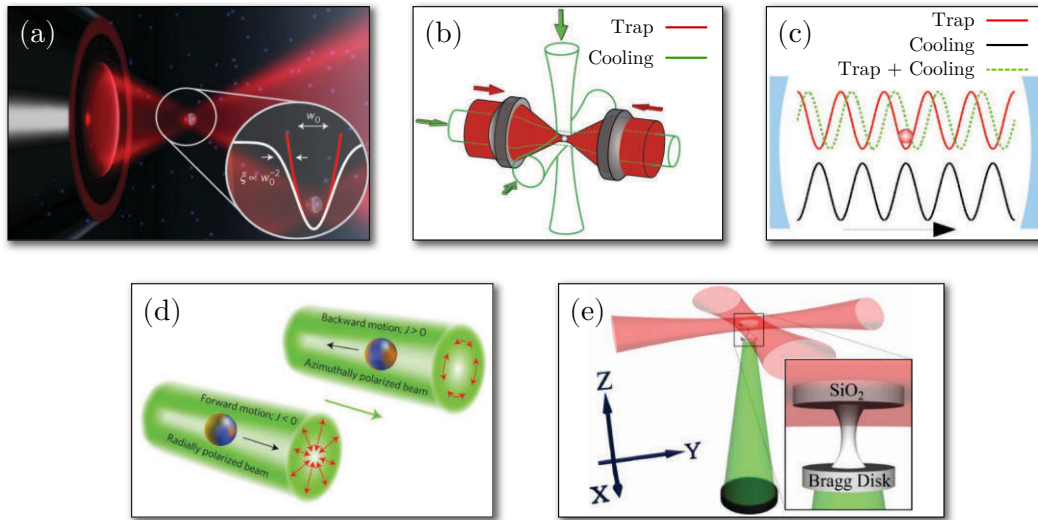 (a)
w₀
ξ ∝ w₀⁻²
(b)
Trap
Cooling
(c)
Trap
Cooling
Trap + Cooling
(d)
Backward motion; J > 0
Azimuthally polarized beam
Forward motion; J < 0
Radially polarized beam
(e)
Z
Y
X
SiO₂
Bragg Disk